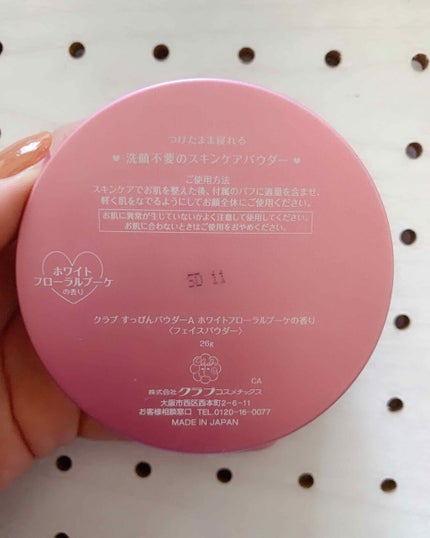 つけたまま寝れる
♥ 洗顔不要のスキンケアパウダー ♥
ご使用方法
スキンケアでお肌を整えた後、付属のパフに適量を含ませ、
軽く肌をなでるようにしてお顔全体にご使用ください。
お肌に異常が生じていないかよく注意して使用してください。
お肌に合わないときはご使用をおやめください。
ホワイト
フローラルブーケ
の香り
5D 11
クラブ すっぴんパウダーA ホワイトフローラルブーケの香り
〈フェイスパウダー〉
26g
CA
株式会社 クラブコスメチックス
大阪市西区西本町2-6-11
お客様相談窓口 TEL.0120-16-0077
MADE IN JAPAN